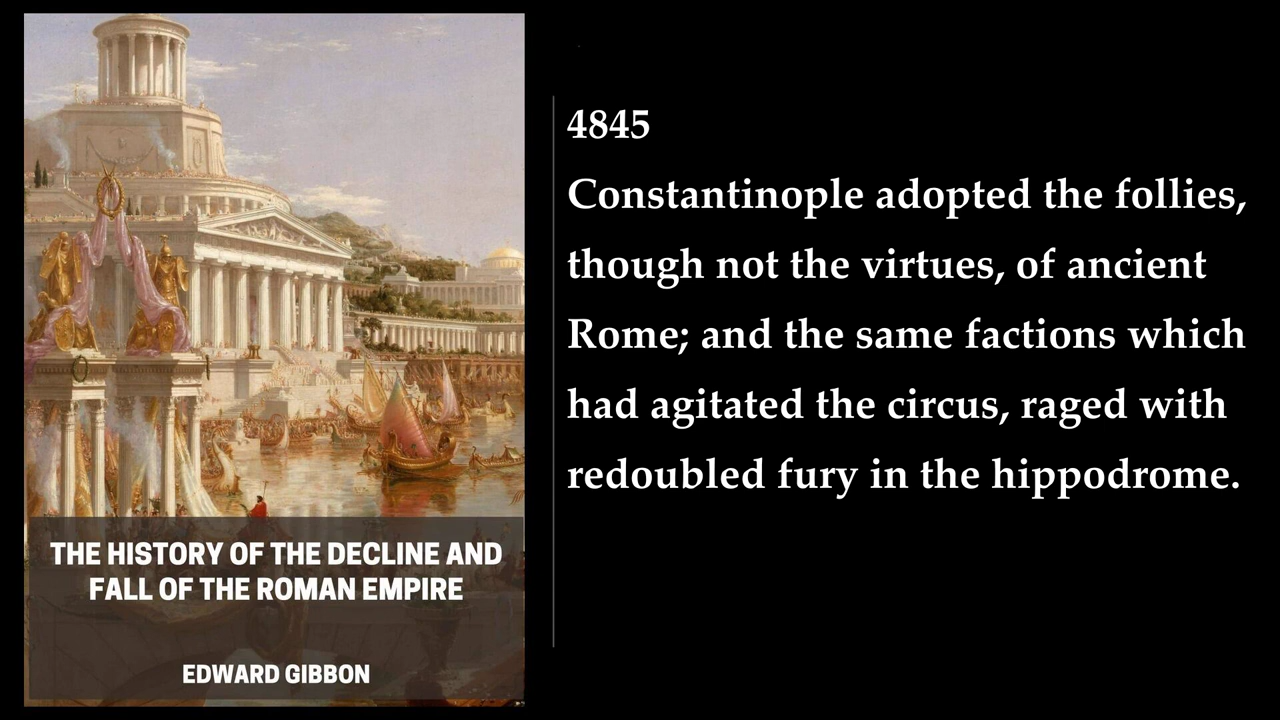 4845
Constantinople adopted the follies,
though not the virtues, of ancient
Rome; and the same factions which
had agitated the circus, raged with
redoubled fury in the hippodrome.
THE HISTORY OF THE DECLINE AND
FALL OF THE ROMAN EMPIRE
EDWARD GIBBON